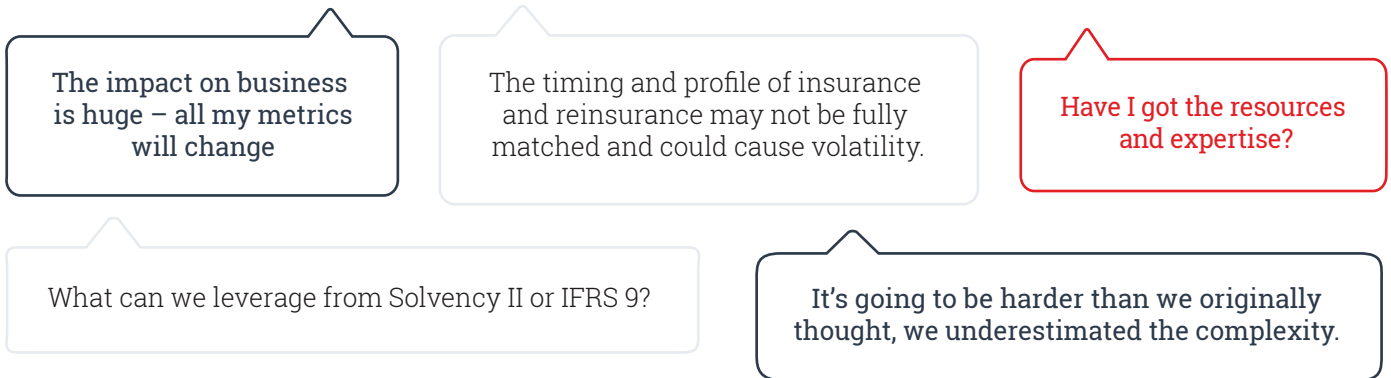 The impact on business
is huge – all my metrics
will change
The timing and profile of insurance
and reinsurance may not be fully
matched and could cause volatility.
Have I got the resources
and expertise?
What can we leverage from Solvency II or IFRS 9?
It’s going to be harder than we originally
thought, we underestimated the complexity.